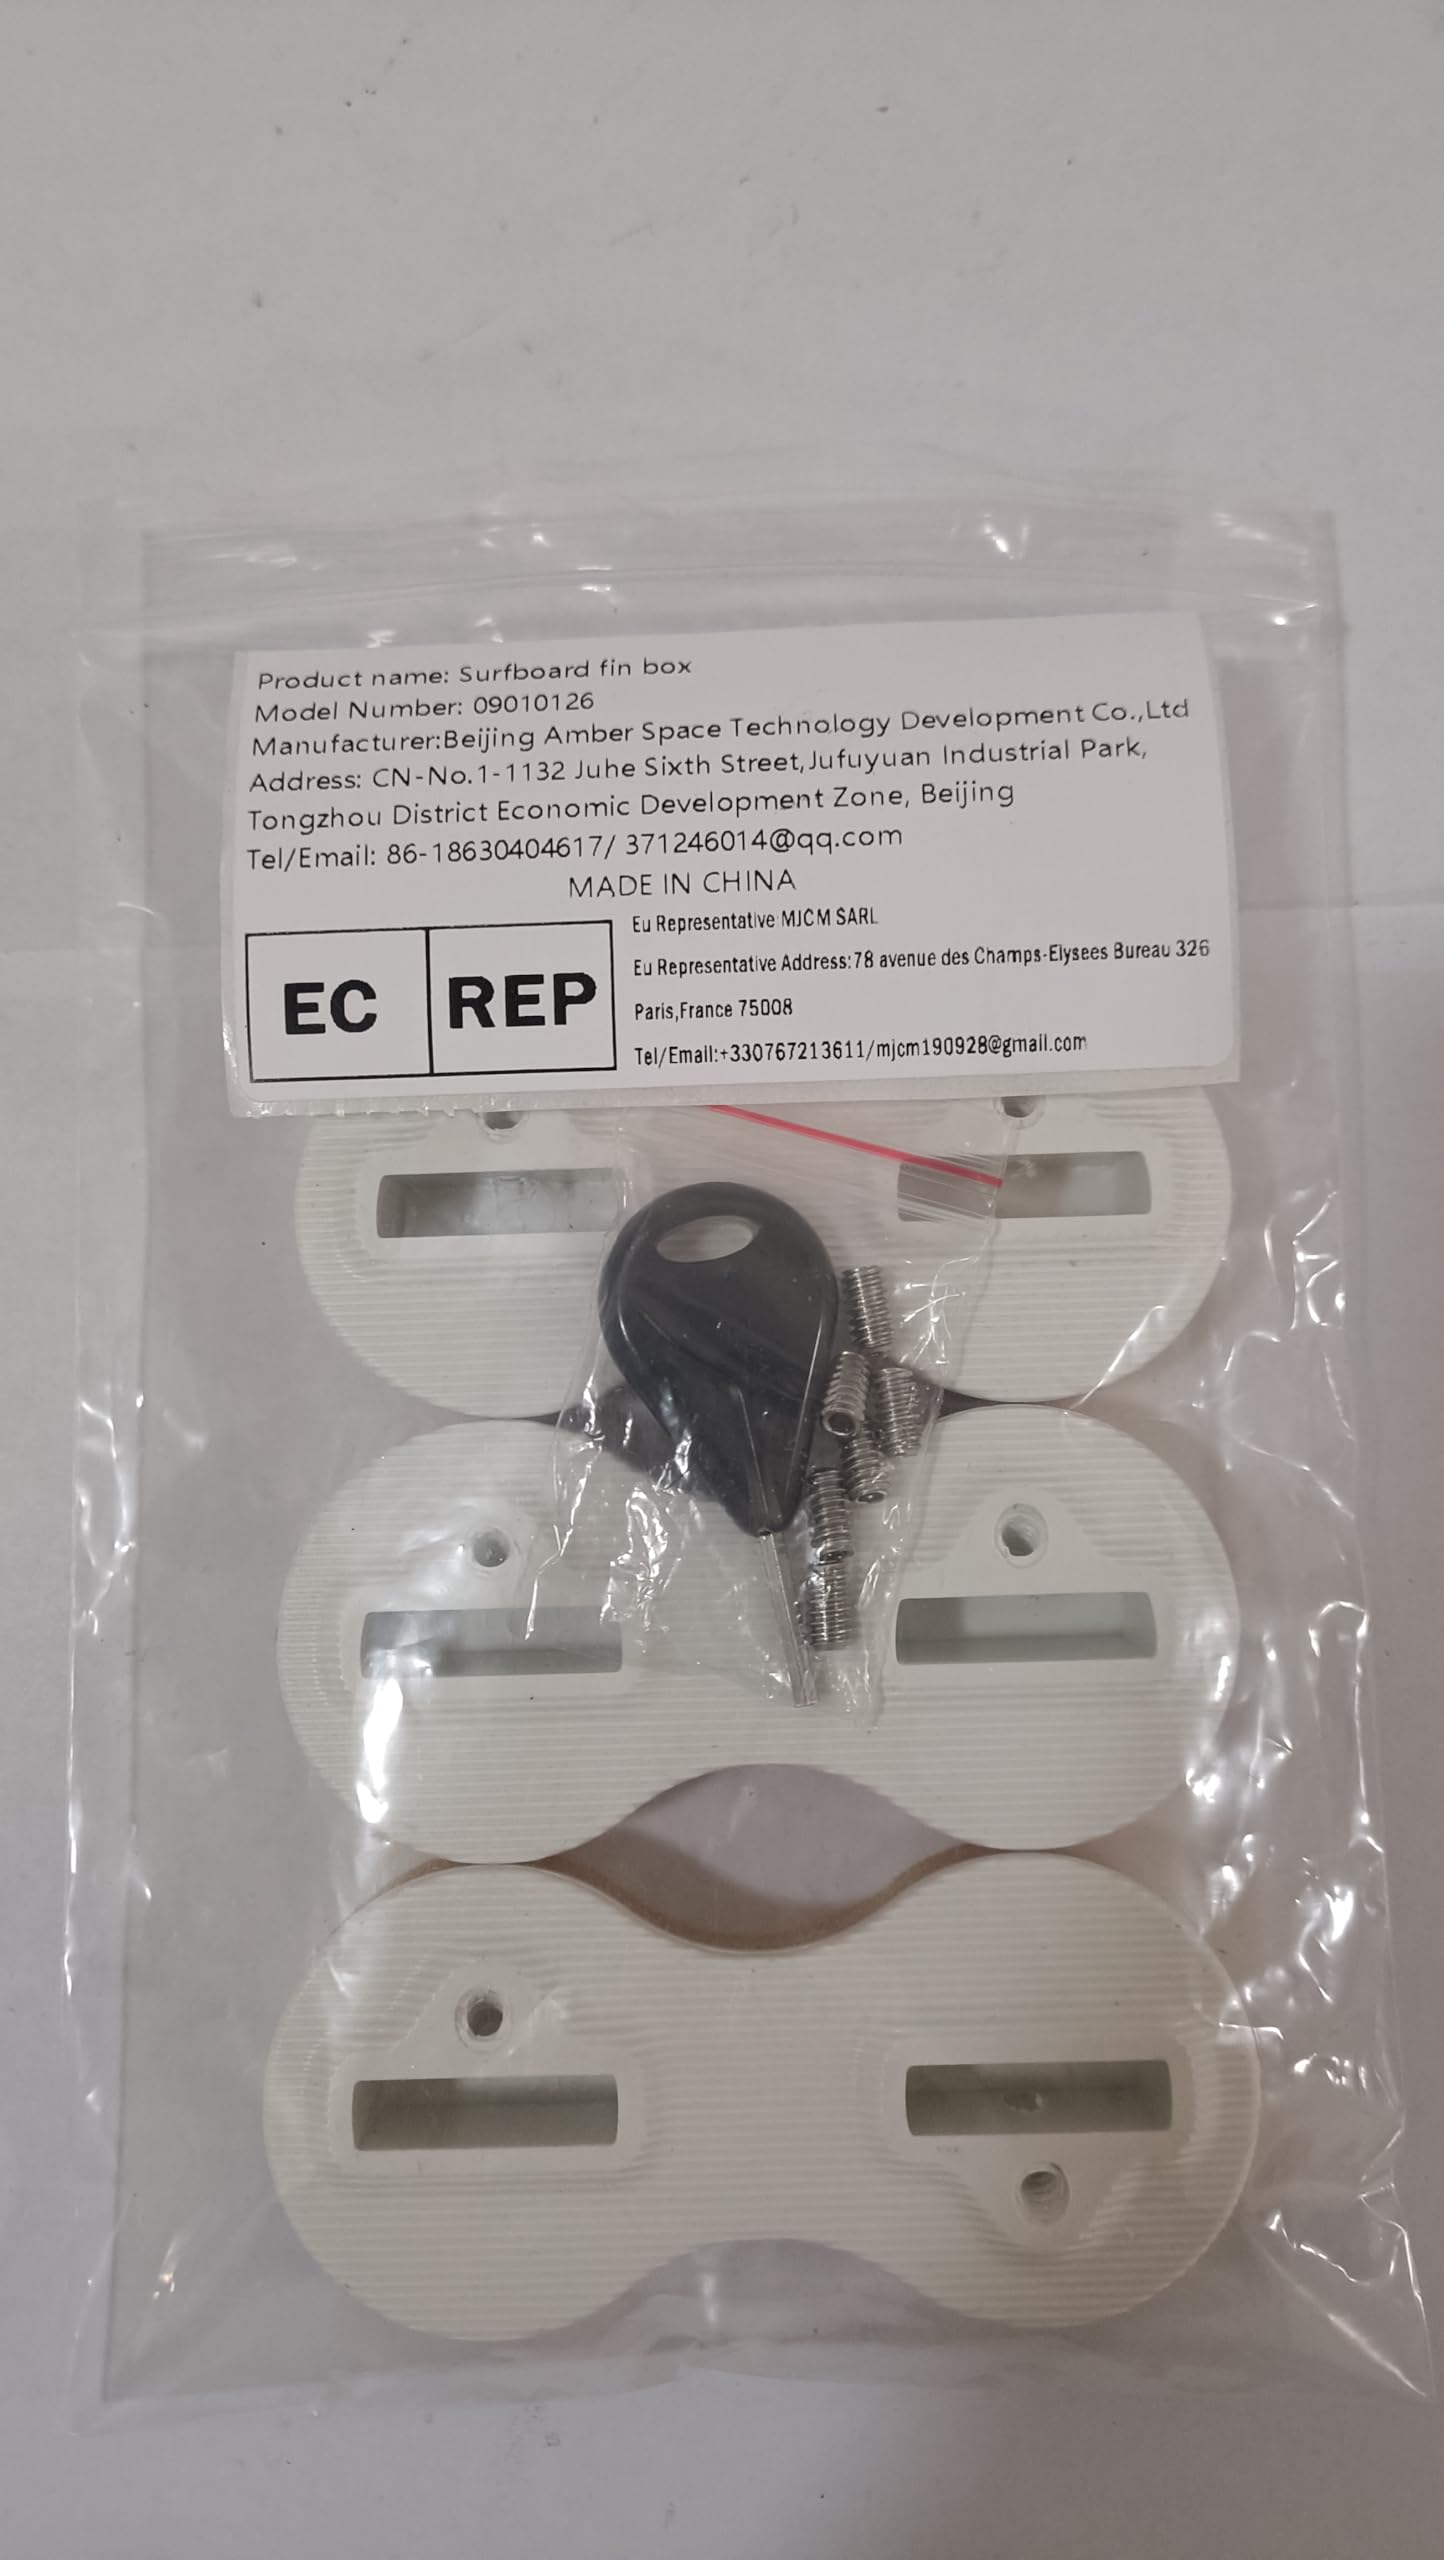 Product name: Surfboard fin box
Model Number: 09010126
Manufacturer:Beijing Amber Space Technology Development Co.,Ltd
Address: CN-No.1-1132 Juhe Sixth Street,Jufuyuan Industrial Park,
Tongzhou District Economic Development Zone, Beijing
Tel/Email: 86-18630404617/ 371246014@qq.com
MADE IN CHINA
EC REP
Eu Representative MJCM SARL
Eu Representative Address:78 avenue des Champs-Elysees Bureau 326
Paris,France 75008
Tel/Email:+330767213611/mjcm190928@gmail.com